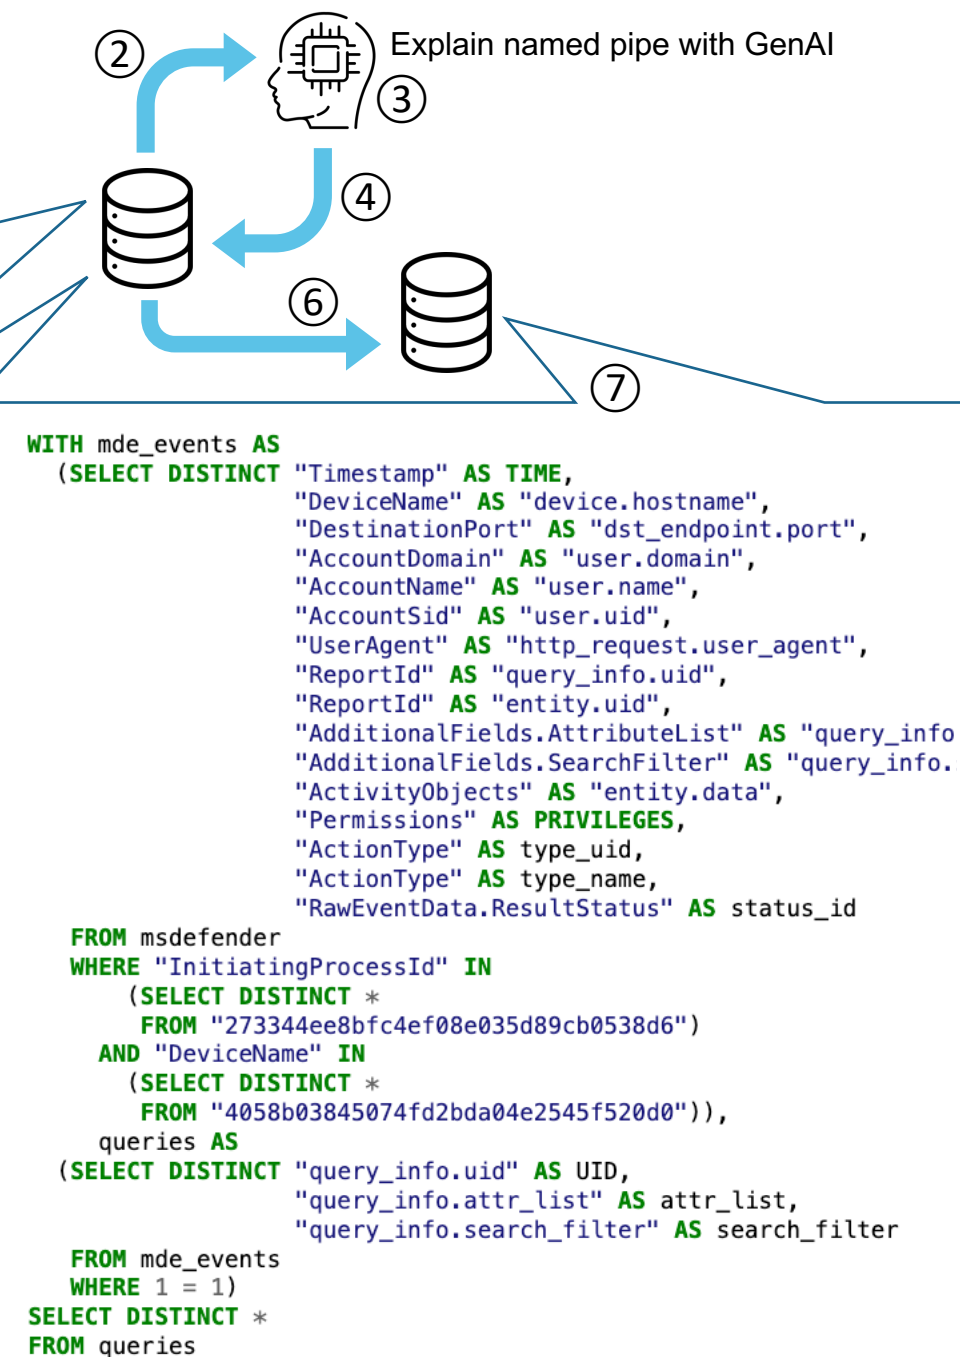 ② Explain named pipe with GenAI
③
④
⑥
⑦
WITH mde_events AS
(SELECT DISTINCT "Timestamp" AS TIME,
"DeviceName" AS "device.hostname",
"DestinationPort" AS "dst_endpoint.port",
"AccountDomain" AS "user.domain",
"AccountName" AS "user.name",
"AccountSid" AS "user.uid",
"UserAgent" AS "http_request.user_agent",
"ReportId" AS "query_info.uid",
"ReportId" AS "entity.uid",
"AdditionalFields.AttributeList" AS "query_info
"AdditionalFields.SearchFilter" AS "query_info.
"ActivityObjects" AS "entity.data",
"Permissions" AS PRIVILEGES,
"ActionType" AS type_uid,
"ActionType" AS type_name,
"RawEventData.ResultStatus" AS status_id
FROM msdefender
WHERE "InitiatingProcessId" IN
(SELECT DISTINCT *
FROM "273344ee8bfc4ef08e035d89cb0538d6")
AND "DeviceName" IN
(SELECT DISTINCT *
FROM "4058b03845074fd2bda04e2545f520d0")),
queries AS
(SELECT DISTINCT "query_info.uid" AS UID,
"query_info.attr_list" AS attr_list,
"query_info.search_filter" AS search_filter
FROM mde_events
WHERE 1 = 1)
SELECT DISTINCT *
FROM queries